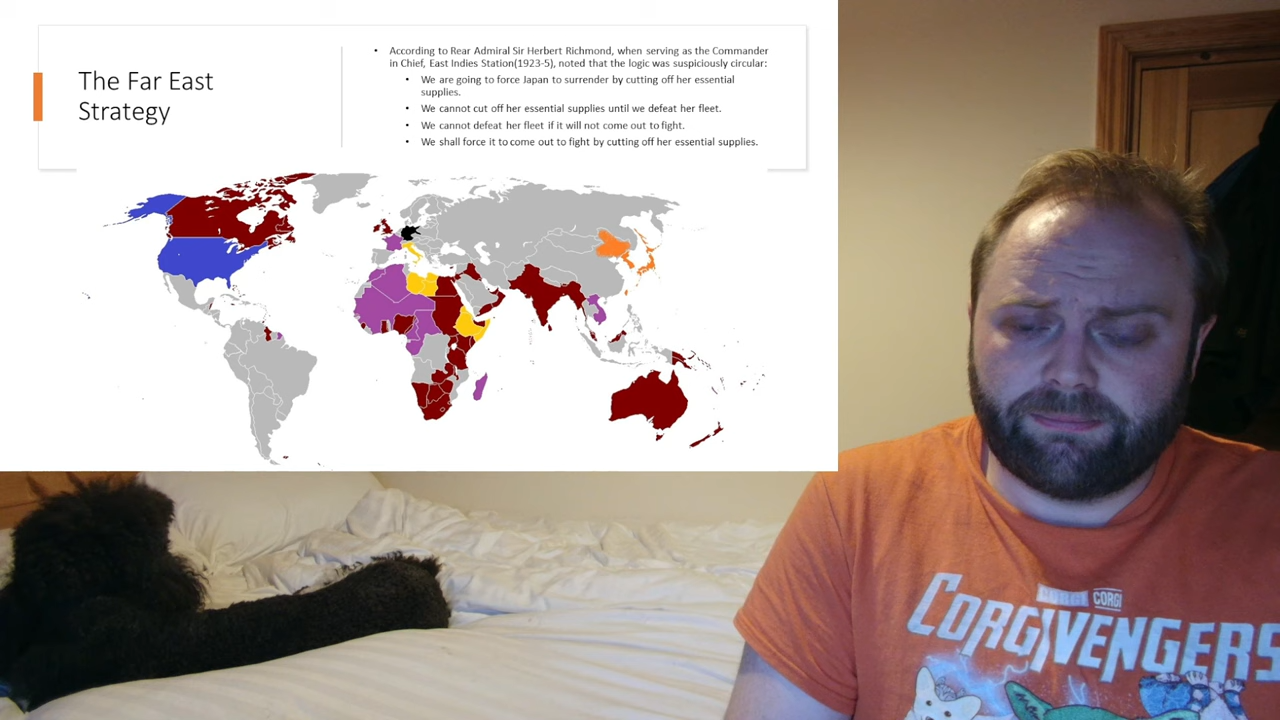 The Far East
Strategy
• According to Rear Admiral Sir Herbert Richmond, when serving as the Commander
in Chief, East Indies Station(1923-5), noted that the logic was suspiciously circular:
• We are going to force Japan to surrender by cutting off her essential
supplies.
• We cannot cut off her essential supplies until we defeat her fleet.
• We cannot defeat her fleet if it will not come out to fight.
• We shall force it to come out to fight by cutting off her essential supplies.
CORGI
CORGIVENGERS